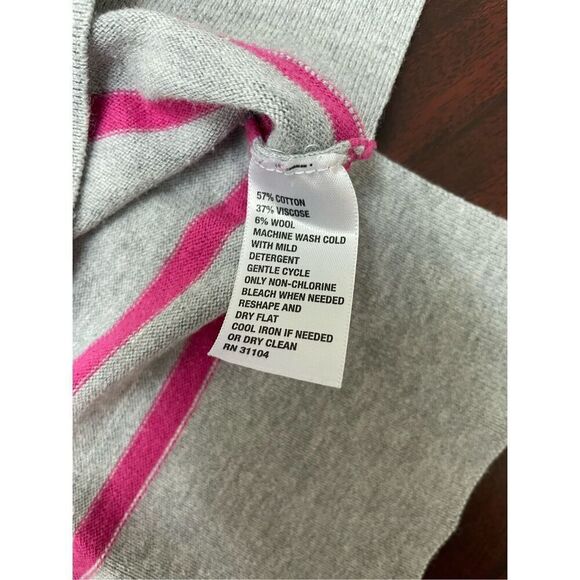 57% COTTON
37% VISCOSE
6% WOOL
MACHINE WASH COLD
WITH MILD
DETERGENT
GENTLE CYCLE
ONLY NON-CHLORINE
BLEACH WHEN NEEDED
RESHAPE AND
DRY FLAT
COOL IRON IF NEEDED
OR DRY CLEAN
RN 31104